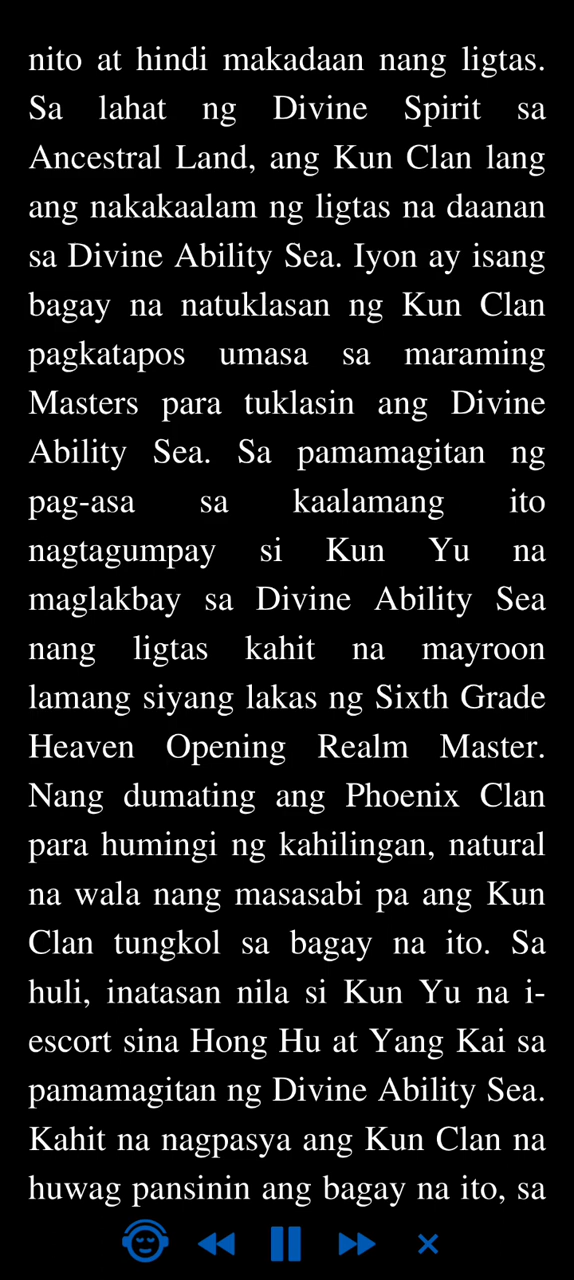 nito at hindi makadaan nang ligtas.
Sa lahat ng Divine Spirit sa
Ancestral Land, ang Kun Clan lang
ang nakakaalam ng ligtas na daanan
sa Divine Ability Sea. Iyon ay isang
bagay na natuklasan ng Kun Clan
pagkatapos umasa sa maraming
Masters para tuklasin ang Divine
Ability Sea. Sa pamamagitan ng
pag-asa sa kaalamang ito
nagtagumpay si Kun Yu na
maglakbay sa Divine Ability Sea
nang ligtas kahit na mayroon
lamang siyang lakas ng Sixth Grade
Heaven Opening Realm Master.
Nang dumating ang Phoenix Clan
para humingi ng kahilingan, natural
na wala nang masasabi pa ang Kun
Clan tungkol sa bagay na ito. Sa
huli, inatasan nila si Kun Yu na i-
escort sina Hong Hu at Yang Kai sa
pamamagitan ng Divine Ability Sea.
Kahit na nagpasya ang Kun Clan na
huwag pansinin ang bagay na ito, sa